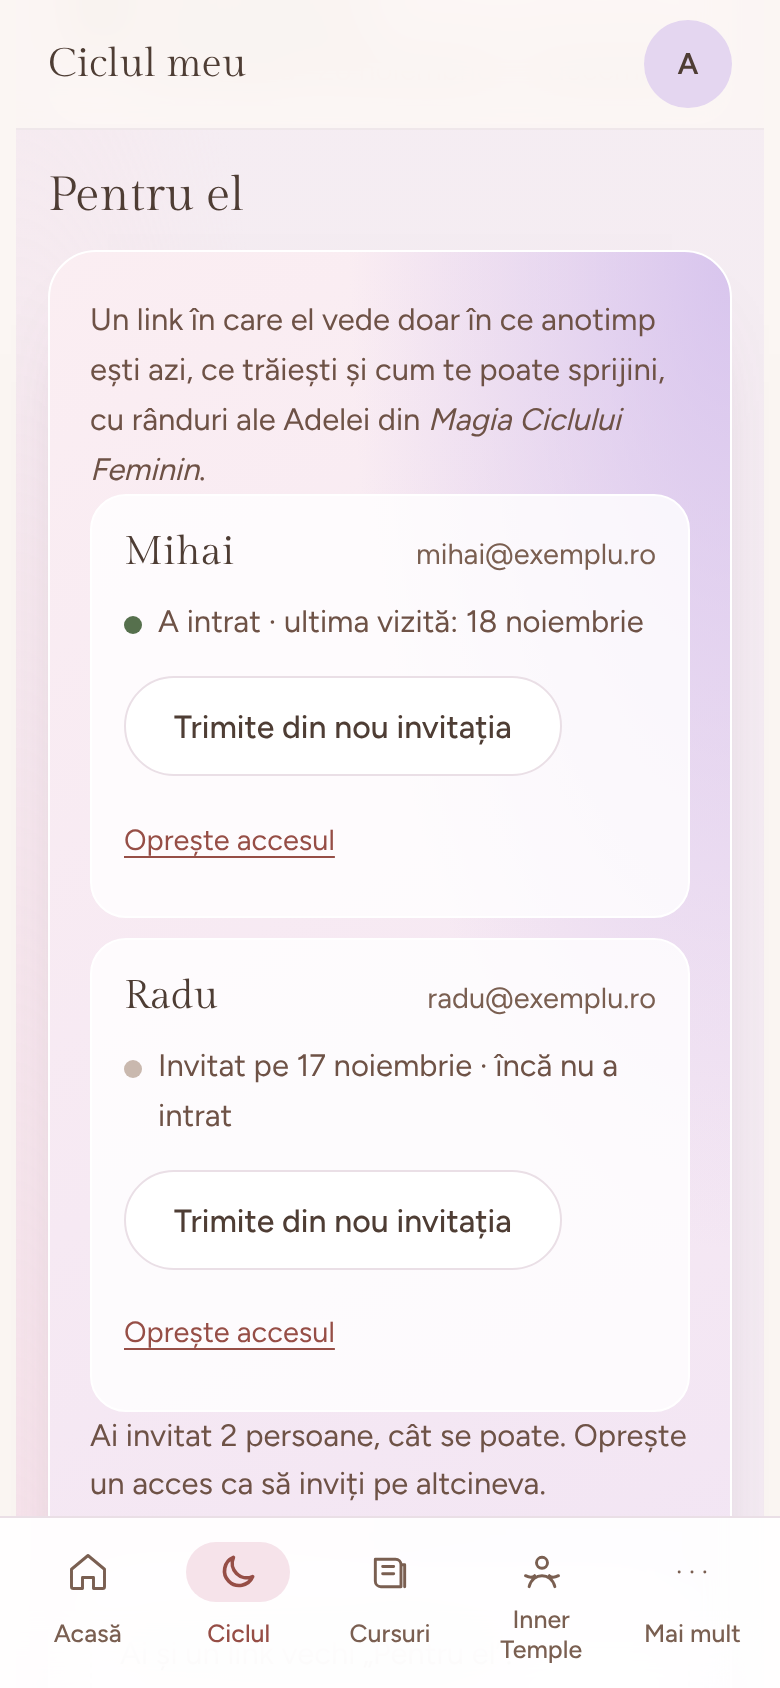 Ciclul meu
A
Pentru el
Un link în care el vede doar în ce anotimp
ești azi, ce trăiești și cum te poate sprijini,
cu rânduri ale Adelei din Magia Ciclului
Feminin.
Mihai
mihai@exemplu.ro
A intrat · ultima vizită: 18 noiembrie
Trimite din nou invitația
Oprește accesul
Radu
radu@exemplu.ro
Invitat pe 17 noiembrie · încă nu a
intrat
Trimite din nou invitația
Oprește accesul
Ai invitat 2 persoane, cât se poate. Oprește
un acces ca să inviți pe altcineva.
Acasă
Ciclul
Cursuri
Inner
Temple
Mai mult